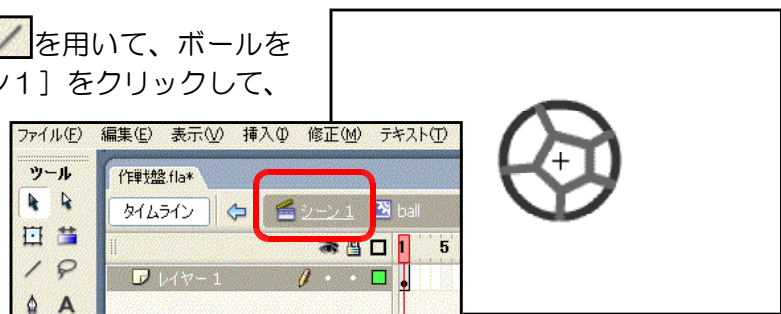 を用いて、ボールを
ン１］をクリックして、
ファイル(F) 編集(E) 表示(V) 挿入(I) 修正(M) テキスト(T)
ツール
作戦盤.fla*
タイムライン シーン 1 ball
1 5
レイヤー 1
A